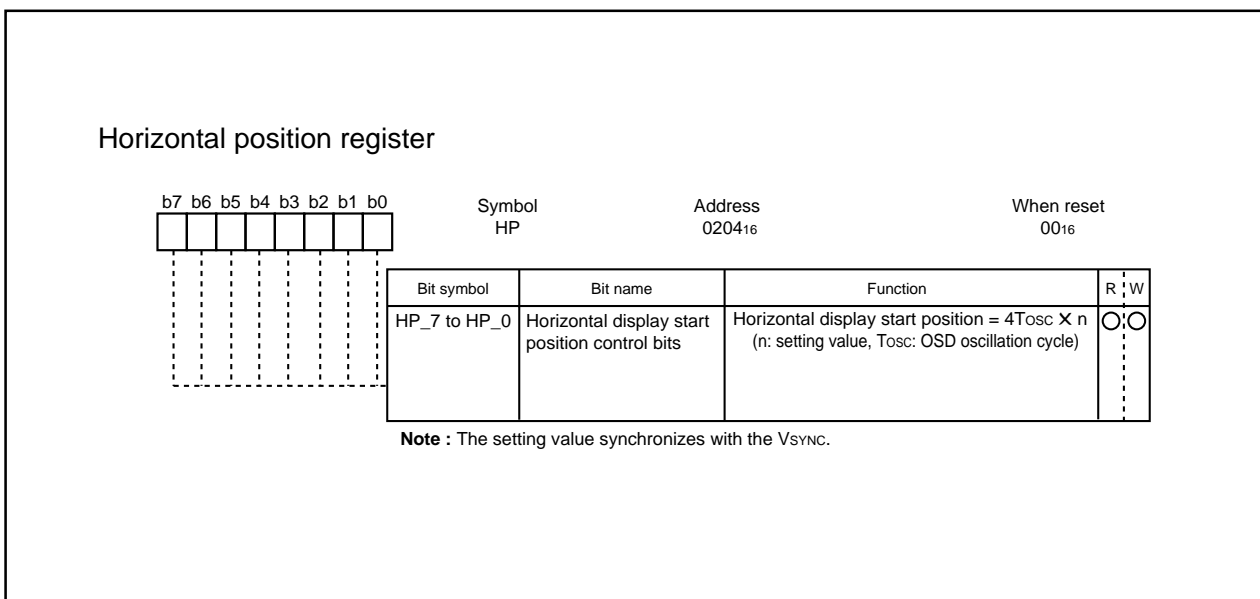 Horizontal position register
b7 b6 b5 b4 b3 b2 b1 b0
Symbol Address When reset
HP 020416 0016
Bit symbol Bit name Function R W
HP_7 to HP_0 Horizontal display start Horizontal display start position = 4TOSC X n
position control bits (n: setting value, TOSC: OSD oscillation cycle)
Note : The setting value synchronizes with the VSYNC.